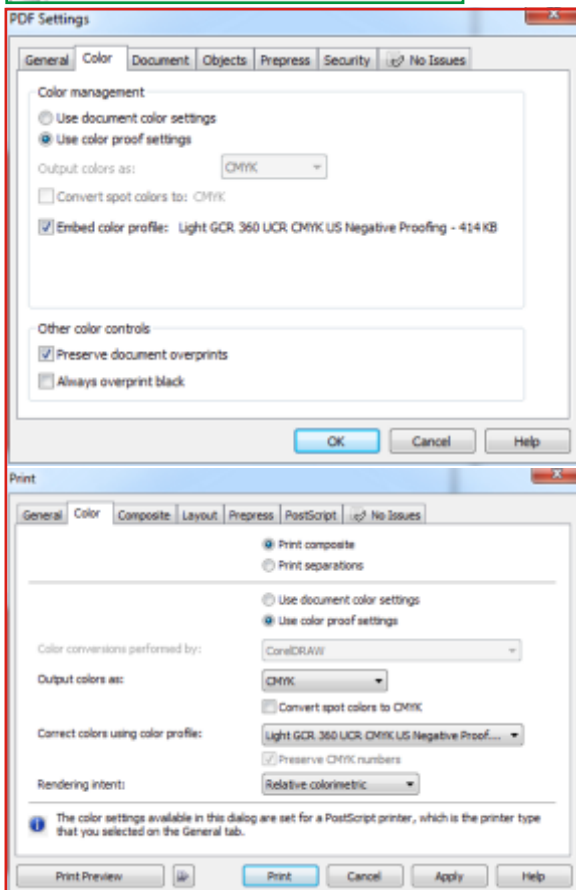 PDF Settings
General Color Document Objects Prepress Security No Issues
Color management
Use document color settings
Use color proof settings
Output colors as: CMYK
Convert spot colors to: CMYK
Embed color profile: Light GCR 360 UCR CMYK US Negative Proofing - 414 KB
Other color controls
Preserve document overprints
Always overprint black
OK Cancel Help
Print
General Color Composite Layout Prepress PostScript No Issues
Print composite
Print separations
Use document color settings
Use color proof settings
Color conversions performed by: CorelDRAW
Output colors as: CMYK
Convert spot colors to CMYK
Correct colors using color profile: Light GCR 360 UCR CMYK US Negative Proof....
Preserve CMYK numbers
Rendering intent: Relative colorimetric
The color settings available in this dialog are set for a PostScript printer, which is the printer type
that you selected on the General tab.
Print Preview Print Cancel Apply Help